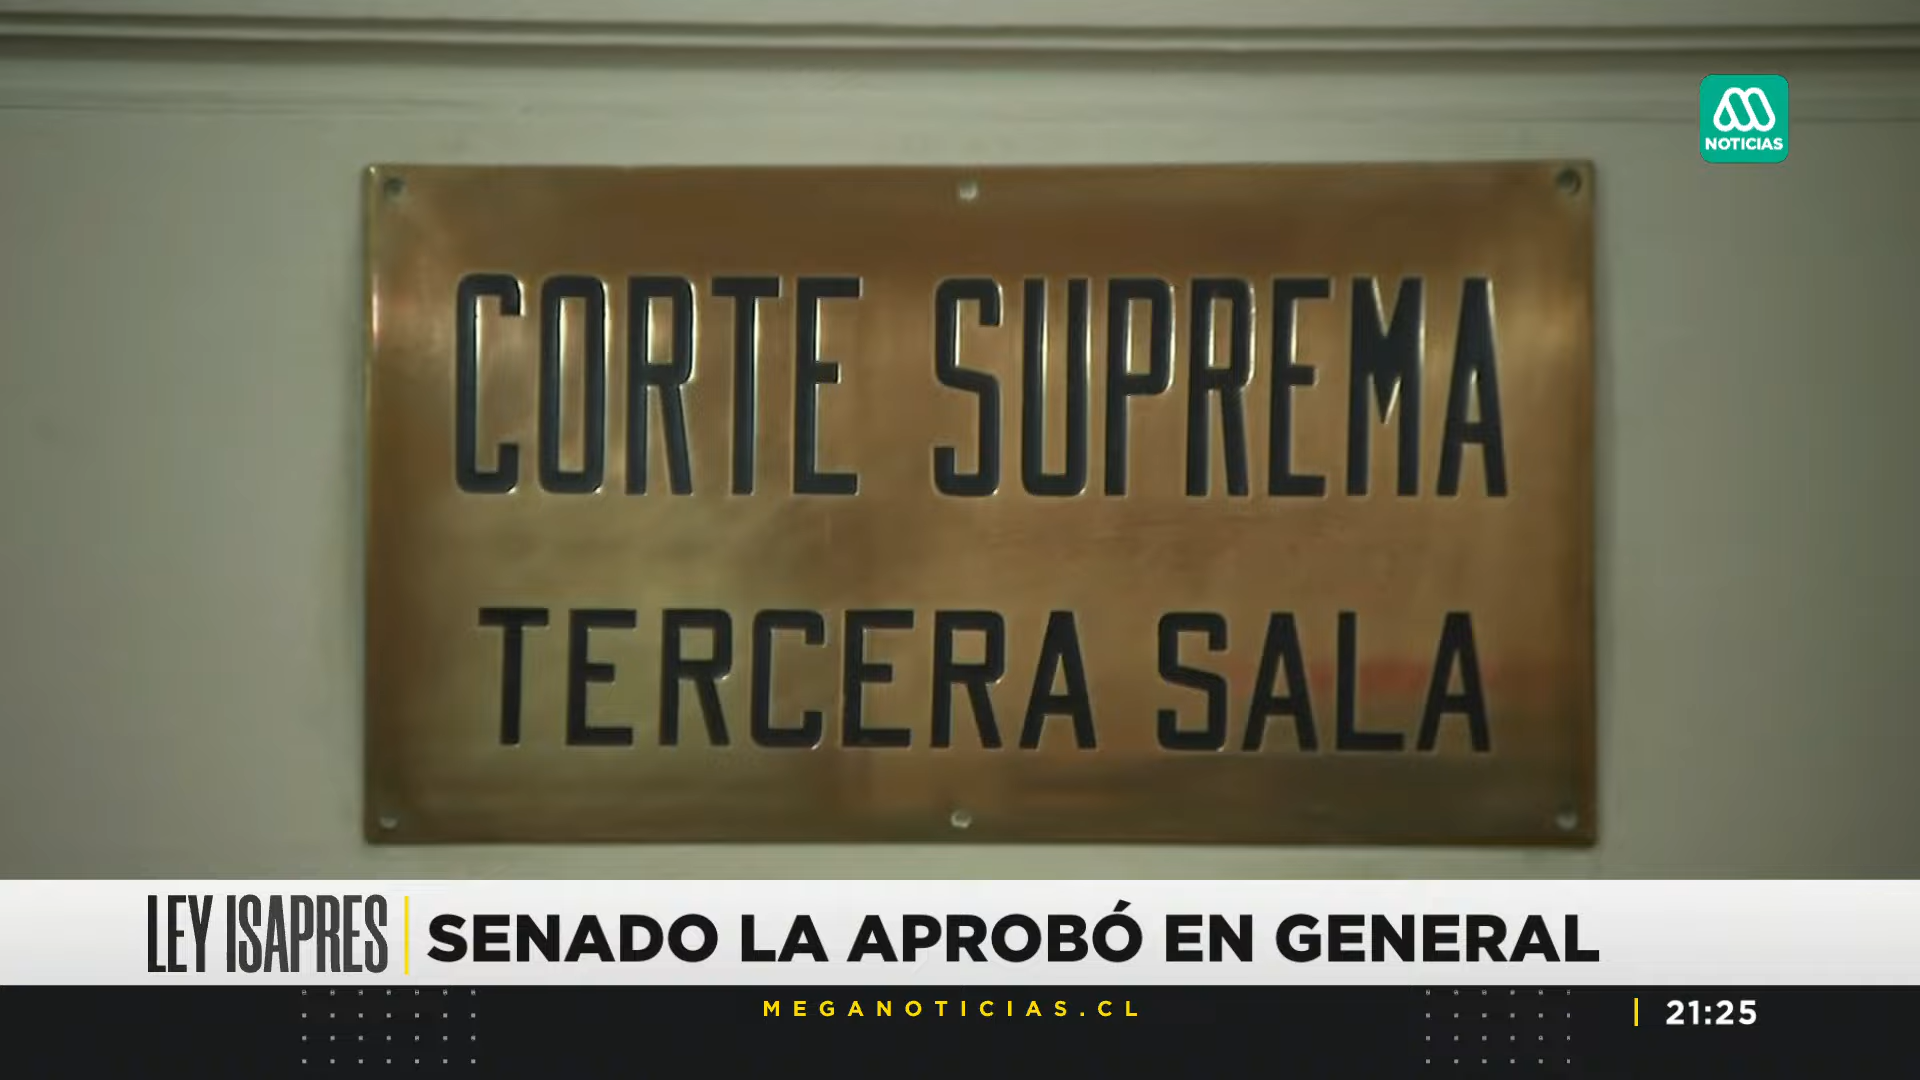 NOTICIAS
CORTE SUPREMA
TERCERA SALA
LEY ISAPRES
SENADO LA APROBÓ EN GENERAL
MEGANOTICIAS.CL
21:25